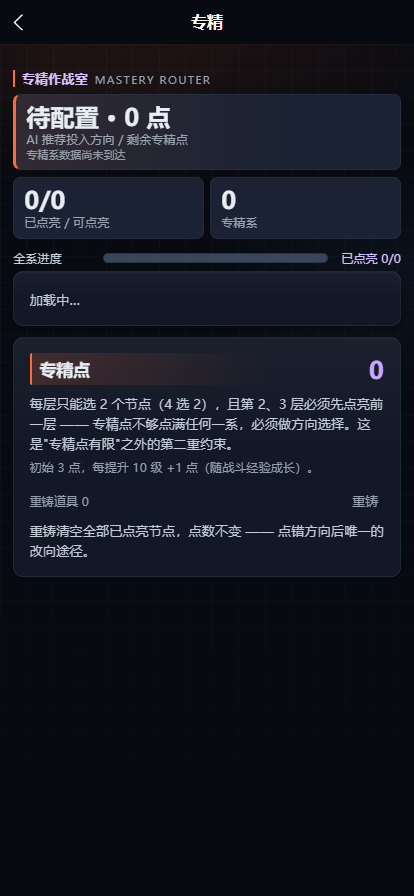 专精
专精作战室 MASTERY ROUTER
待配置·0 点
AI 推荐投入方向 / 剩余专精点
专精系数据尚未到达
0/0
已点亮 / 可点亮
0
专精系
全系进度
已点亮 0/0
加载中...
专精点
0
每层只能选 2 个节点（4 选 2），且第 2、3 层必须先点亮前
一层 —— 专精点不够点满任何一系，必须做方向选择。这
是"专精点有限"之外的第二重约束。
初始 3 点，每提升 10 级 +1 点（随战斗经验成长）。
重铸道具 0
重铸
重铸清空全部已点亮节点，点数不变 —— 点错方向后唯一的
改向途径。